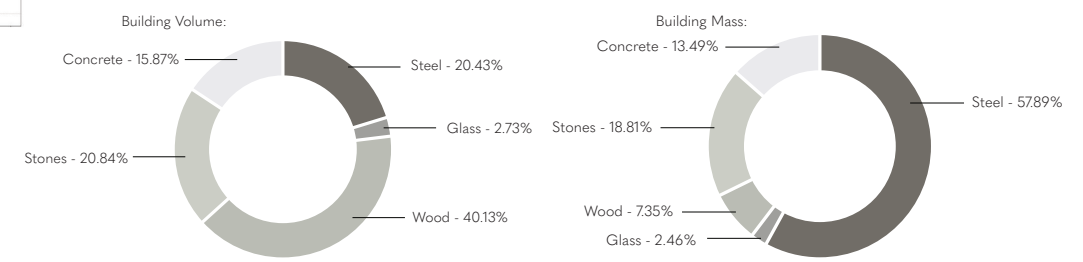 Building Volume:
Concrete - 15.87%
Steel - 20.43%
Glass - 2.73%
Stones - 20.84%
Wood - 40.13%
Building Mass:
Concrete - 13.49%
Steel - 57.89%
Stones - 18.81%
Wood - 7.35%
Glass - 2.46%